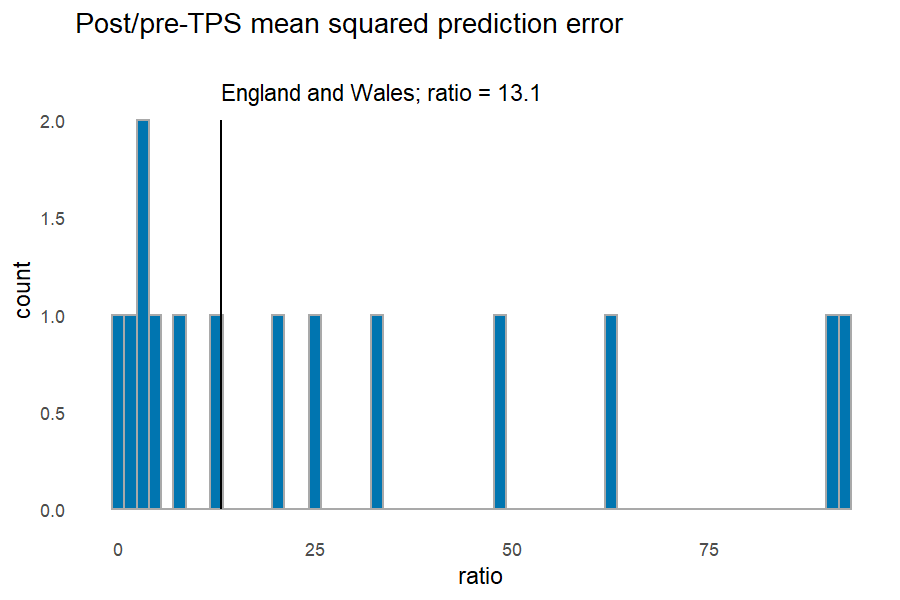 Post/pre-TPS mean squared prediction error
England and Wales; ratio = 13.1
2.0
1.5
1.0
0.5
0.0
count
0 25 50 75
ratio